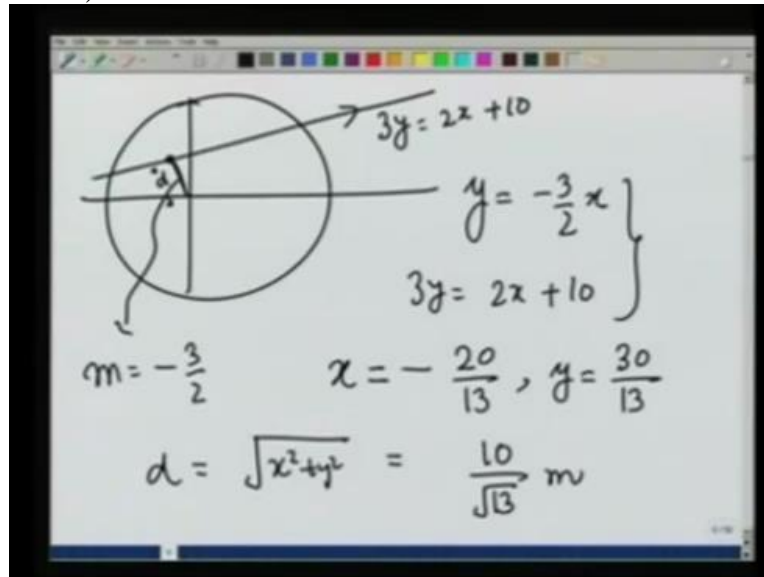 3y = 2x + 10
d
y = -3/2 x
3y = 2x + 10
m = -3/2
x = - 20/13 , y = 30/13
d = √x²+y² = 10/√13 m